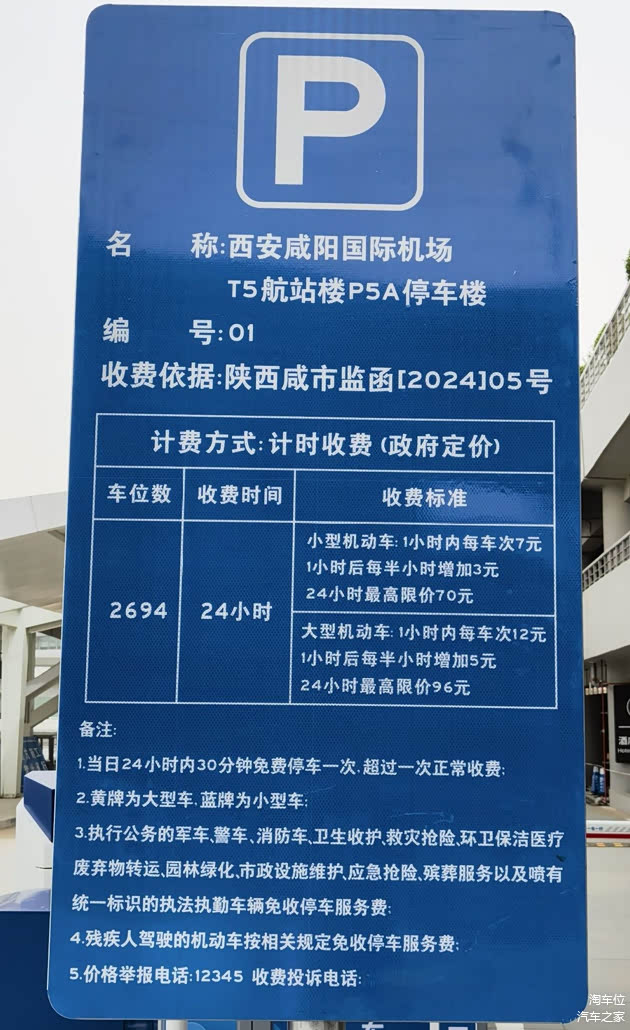 P
名 称:西安咸阳国际机场
T5航站楼P5A停车楼
编 号:01
收费依据:陕西咸市监函[2024]05号
计费方式:计时收费(政府定价)
车位数 收费时间 收费标准
2694 24小时
小型机动车:1小时内每车次7元
1小时后每半小时增加3元
24小时最高限价70元
大型机动车:1小时内每车次12元
1小时后每半小时增加5元
24小时最高限价96元
备注:
1.当日24小时内30分钟免费停车一次,超过一次正常收费;
2.黄牌为大型车,蓝牌为小型车;
3.执行公务的军车、警车、消防车、卫生收护、救灾抢险、环卫保洁医疗
废弃物转运、园林绿化、市政设施维护、应急抢险、殡葬服务以及喷有
统一标识的执法执勤车辆免收停车服务费;
4.残疾人驾驶的机动车按相关规定免收停车服务费;
5.价格举报电话:12345 收费投诉电话:
酒
淘车位
汽车之家